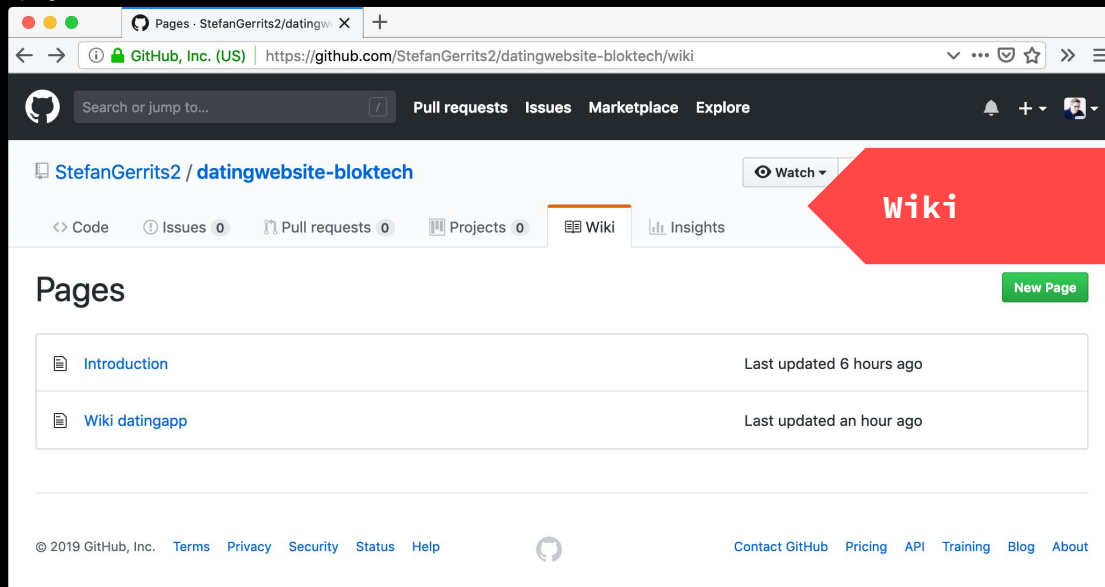 Pages · StefanGerrits2/datingw
GitHub, Inc. (US) https://github.com/StefanGerrits2/datingwebsite-bloktech/wiki
Search or jump to... / Pull requests Issues Marketplace Explore
StefanGerrits2 / datingwebsite-bloktech Watch
Wiki
Code Issues 0 Pull requests 0 Projects 0 Wiki Insights
Pages New Page
Introduction Last updated 6 hours ago
Wiki datingapp Last updated an hour ago
© 2019 GitHub, Inc. Terms Privacy Security Status Help Contact GitHub Pricing API Training Blog About